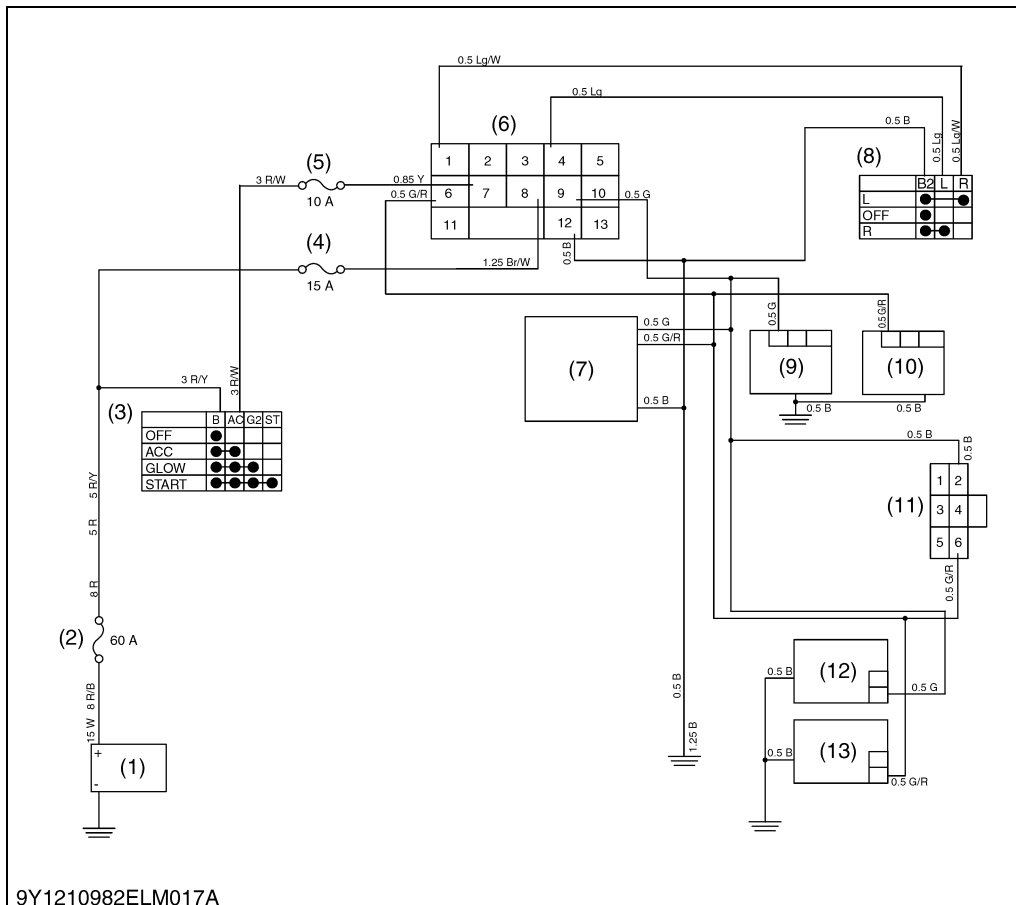 0.5 Lg/W
0.5 Lg
0.5 B
0.5 Lg
0.5 Lg/W
(6)
(8)
1 2 3 4 5
6 7 8 9 10
11 12 13
(5)
3 R/W
10 A
0.85 Y
0.5 G/R
0.5 G
B2 L R
L
OFF
R
(4)
15 A
1.25 Br/W
0.5 B
0.5 G
0.5 G/R
(7)
0.5 G
0.5 G/R
0.5 B
(9)
(10)
0.5 B
0.5 B
3 R/Y
3 R/W
(3)
B AC G2 ST
OFF
ACC
GLOW
START
0.5 B
0.5 B
(11)
1 2
3 4
5 6
0.5 G/R
5 R/Y
5 R
8 R
(2)
60 A
8 R/B
15 W
+
(1)
-
0.5 B
1.25 B
0.5 B
(12)
0.5 G
0.5 B
(13)
0.5 G/R
9Y1210982ELM017A